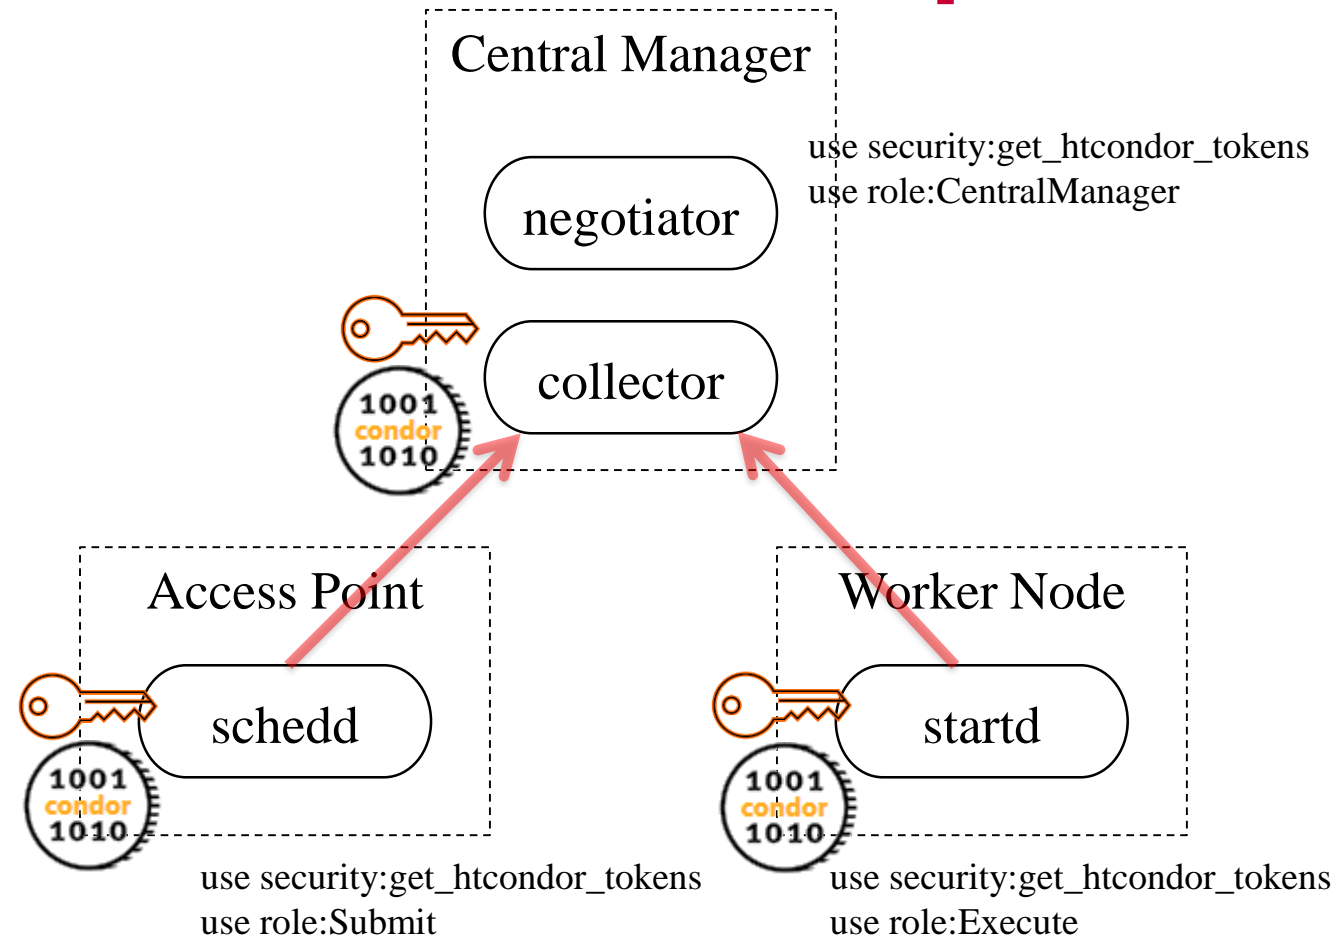 Central Manager
use security:get_htcondor_tokens
use role:CentralManager
negotiator
collector
1001
condor
1010
Access Point
Worker Node
schedd
startd
1001
condor
1010
1001
condor
1010
use security:get_htcondor_tokens
use role:Submit
use security:get_htcondor_tokens
use role:Execute